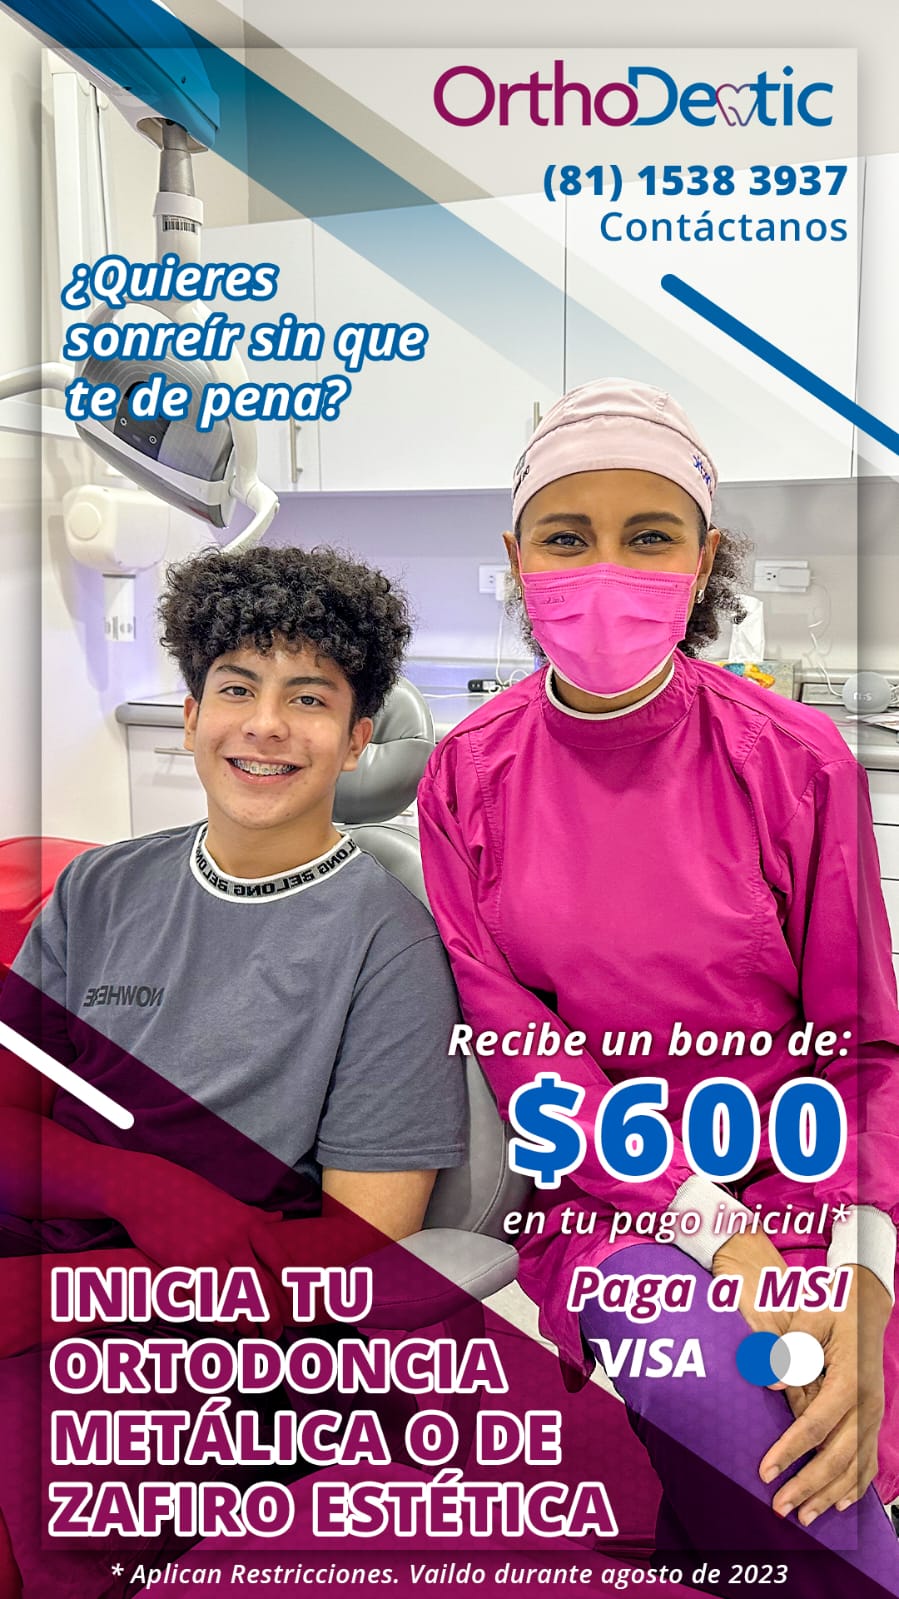 OrthoDentic
(81) 1538 3937
Contáctanos
¿Quieres
sonreír sin que
te de pena?
BELONG BELONG BEL
NOWHERE
Recibe un bono de:
$600
en tu pago inicial*
Paga a MSI
VISA
INICIA TU
ORTODONCIA
METÁLICA O DE
ZAFIRO ESTÉTICA
* Aplican Restricciones. Vaildo durante agosto de 2023